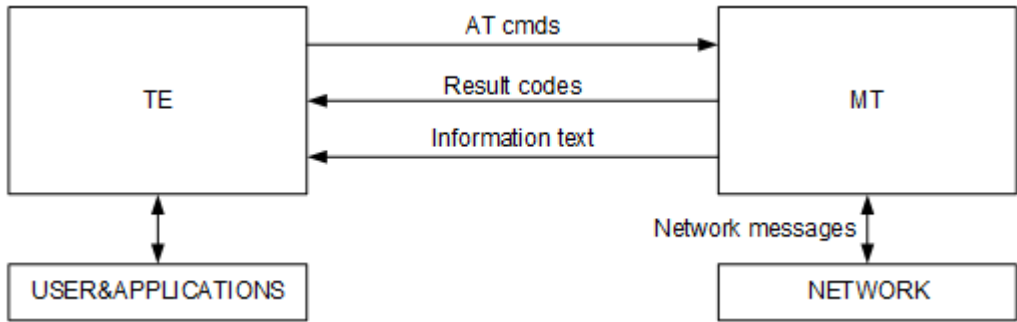 AT cmds
TE
Result codes
MT
Information text
Network messages
USER&APPLICATIONS
NETWORK